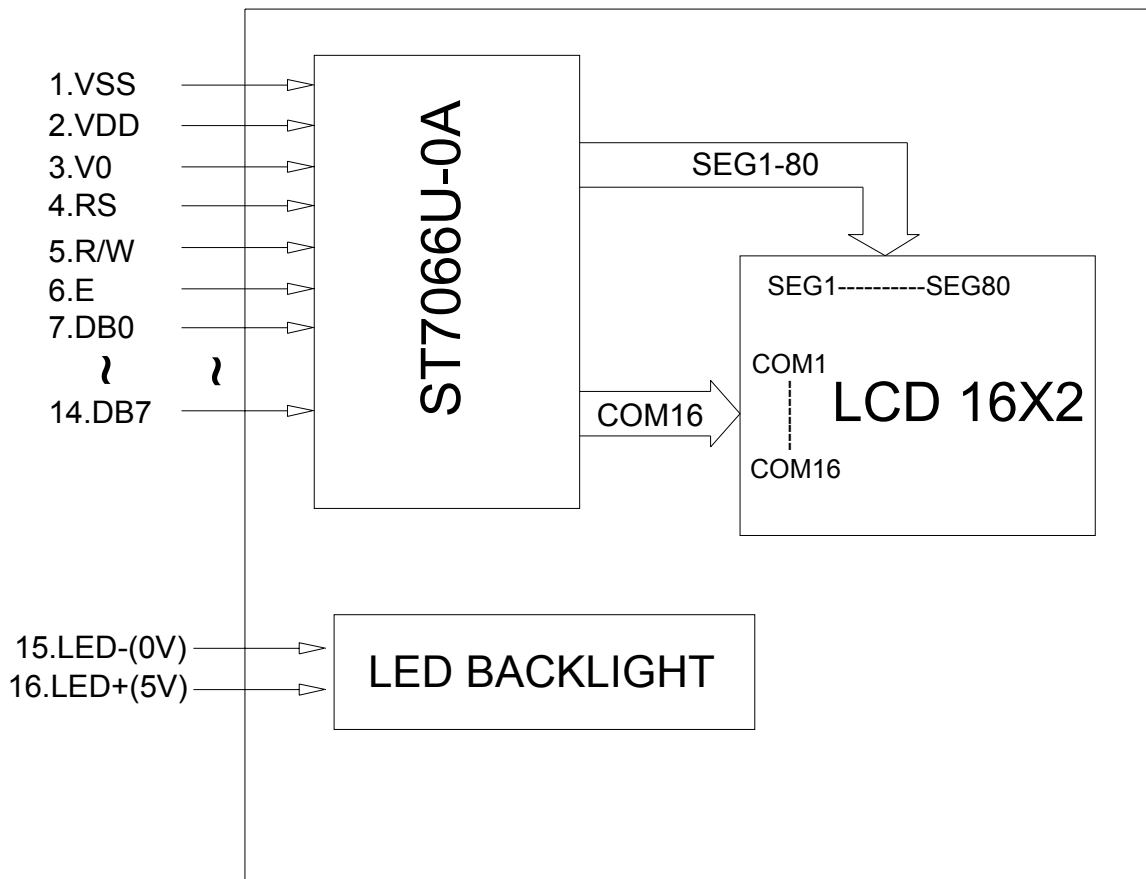 1.VSS
2.VDD
3.V0
4.RS
5.R/W
6.E
7.DB0
~
~
14.DB7
ST7066U-0A
SEG1-80
COM16
SEG1----------SEG80
COM1
LCD 16X2
COM16
15.LED-(0V)
16.LED+(5V)
LED BACKLIGHT